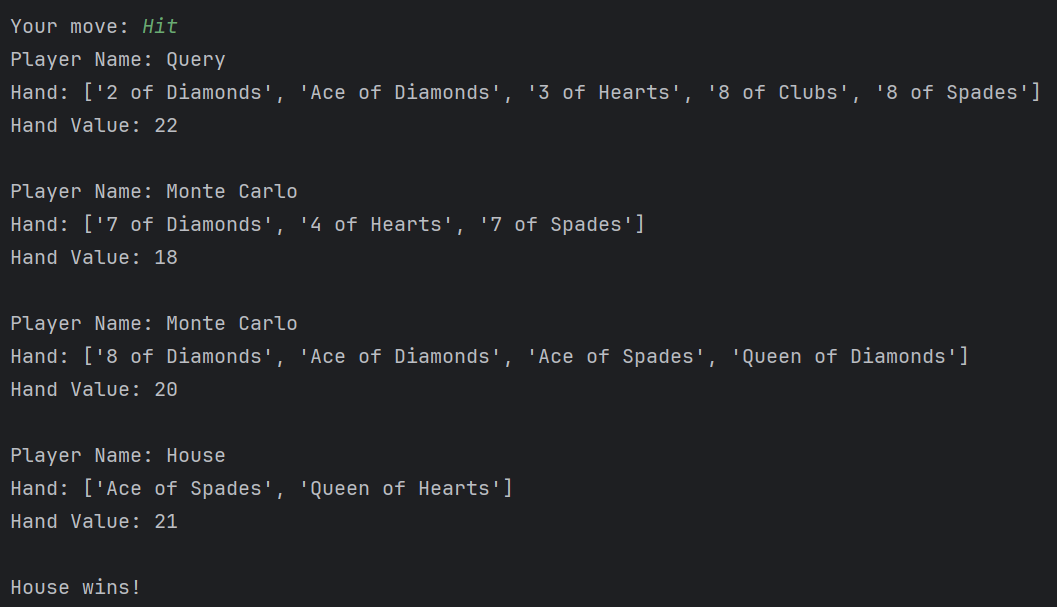 Your move: Hit
Player Name: Query
Hand: ['2 of Diamonds', 'Ace of Diamonds', '3 of Hearts', '8 of Clubs', '8 of Spades']
Hand Value: 22
Player Name: Monte Carlo
Hand: ['7 of Diamonds', '4 of Hearts', '7 of Spades']
Hand Value: 18
Player Name: Monte Carlo
Hand: ['8 of Diamonds', 'Ace of Diamonds', 'Ace of Spades', 'Queen of Diamonds']
Hand Value: 20
Player Name: House
Hand: ['Ace of Spades', 'Queen of Hearts']
Hand Value: 21
House wins!